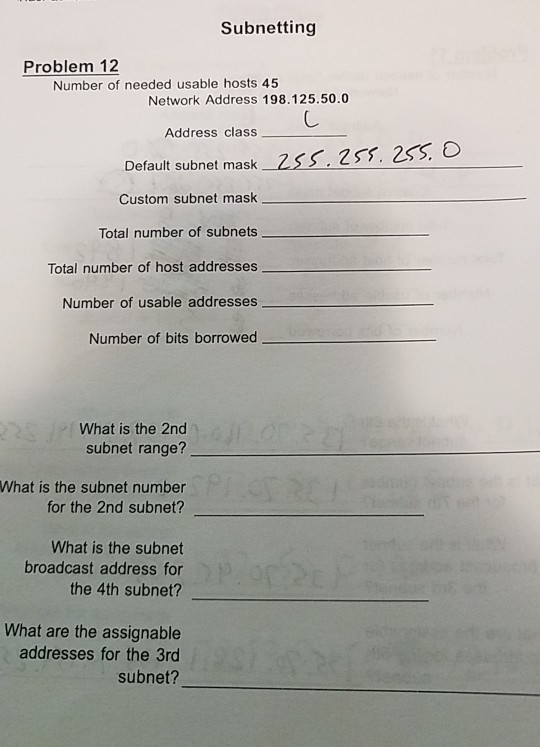 Subnetting
Problem 12
Number of needed usable hosts 45
Network Address 198.125.50.0
Address class C
Default subnet mask 255.255.255.0
Custom subnet mask
Total number of subnets
Total number of host addresses
Number of usable addresses
Number of bits borrowed
What is the 2nd
subnet range?
What is the subnet number
for the 2nd subnet?
What is the subnet
broadcast address for
the 4th subnet?
What are the assignable
addresses for the 3rd
subnet?